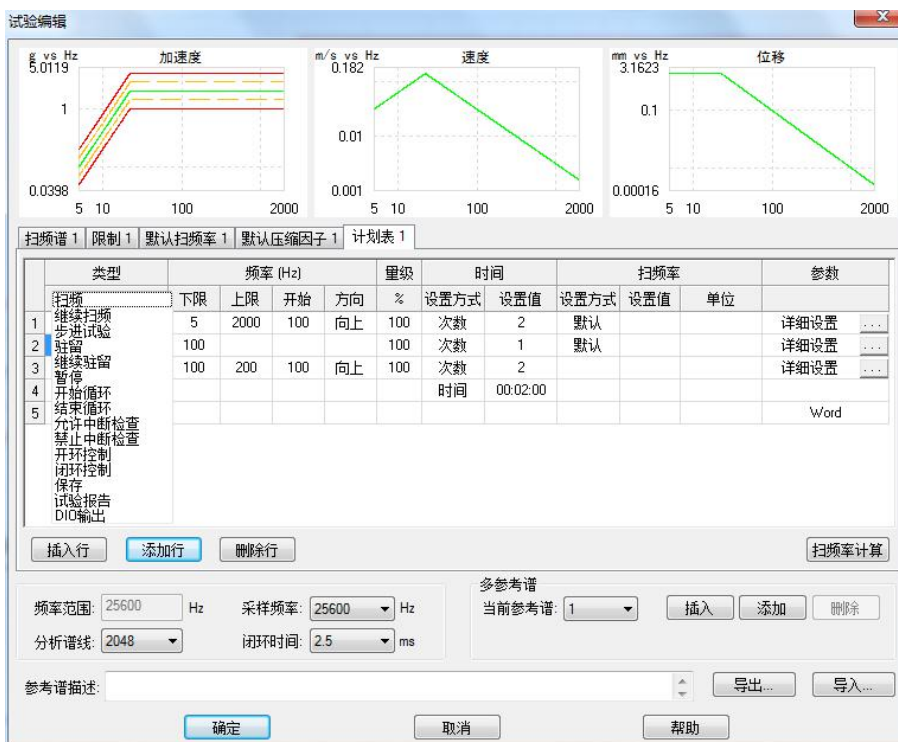 试验编辑
g vs Hz 加速度
5.0119
1
0.0398
5 10 100 2000
m/s vs Hz 速度
0.182
0.01
0.001
5 10 100 2000
mm vs Hz 位移
3.1623
0.1
0.00016
5 10 100 2000
扫频谱 1 限制 1 默认扫频率 1 默认压缩因子 1 计划表 1
类型 频率 (Hz) 量级 时间 扫频率 参数
下限 上限 开始 方向 % 设置方式 设置值 设置方式 设置值 单位
1 5 2000 100 向上 100 次数 2 默认 详细设置 ...
2 100 100 次数 1 默认 详细设置 ...
3 100 200 100 向上 100 次数 2 详细设置 ...
4 时间 00:02:00
5 Word
扫频
继续扫频
步进试验
驻留
继续驻留
暂停
开始循环
结束循环
允许中断检查
禁止中断检查
开环控制
闭环控制
保存
试验报告
DIO输出
插入行 添加行 删除行 扫频率计算
频率范围: 25600 Hz 采样频率: 25600 Hz
分析谱线: 2048 闭环时间: 2.5 ms
多参考谱
当前参考谱: 1 插入 添加 删除
参考谱描述: 导出... 导入...
确定 取消 帮助